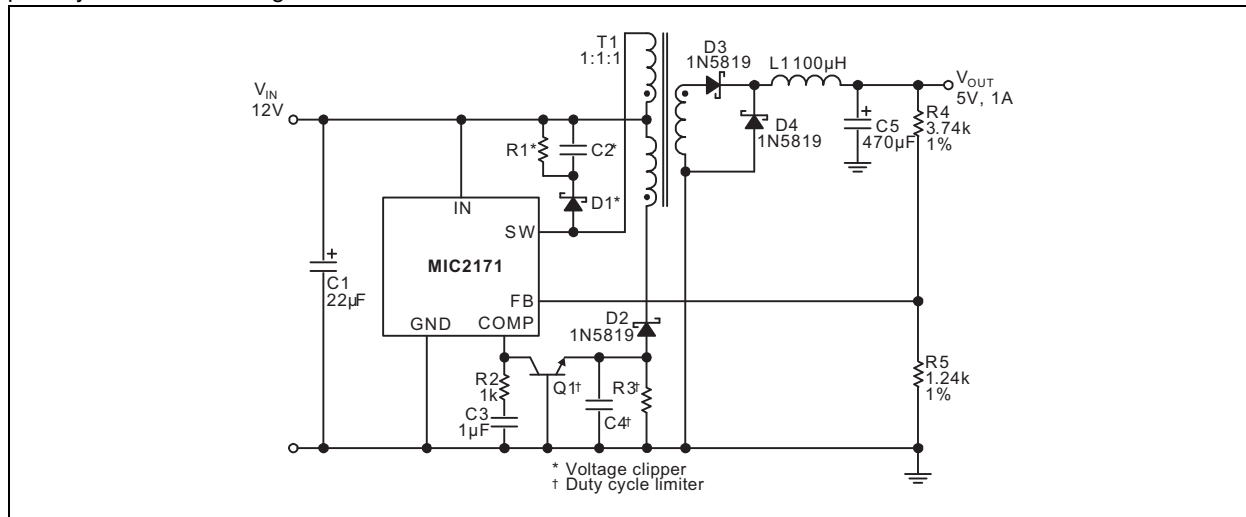 T1
1:1:1
D3
1N5819
L1 100µH
VOUT
5V, 1A
VIN
12V
R4
3.74k
1%
D4
1N5819
C5
470µF
R1*
C2*
D1*
IN
SW
MIC2171
C1
22µF
FB
GND
COMP
D2
1N5819
R2
1k
Q1†
R3†
C4†
C3
1µF
R5
1.24k
1%
* Voltage clipper
† Duty cycle limiter